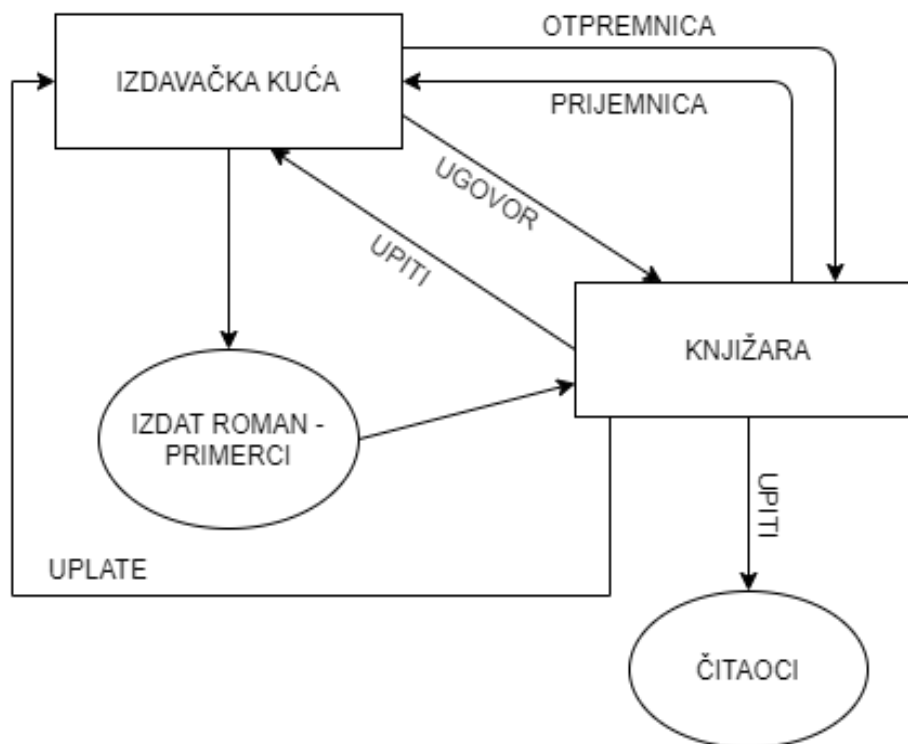 OTPREMNICA
IZDAVAČKA KUĆA
PRIJEMNICA
UGOVOR
UPITI
KNJIŽARA
IZDAT ROMAN -
PRIMERCI
UPITI
UPLATE
ČITAOCI